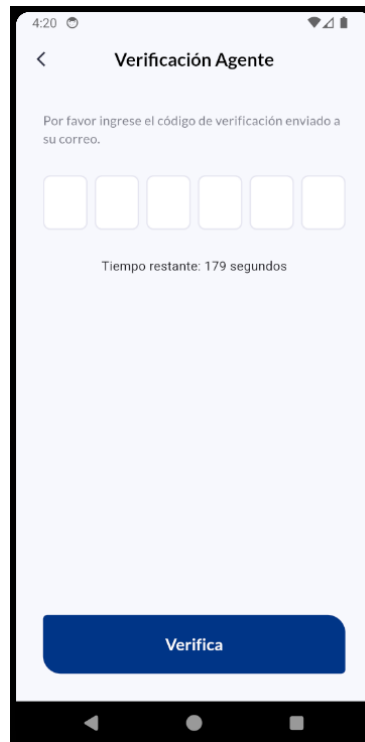 4:20
Verificación Agente
Por favor ingrese el código de verificación enviado a
su correo.
Tiempo restante: 179 segundos
Verifica